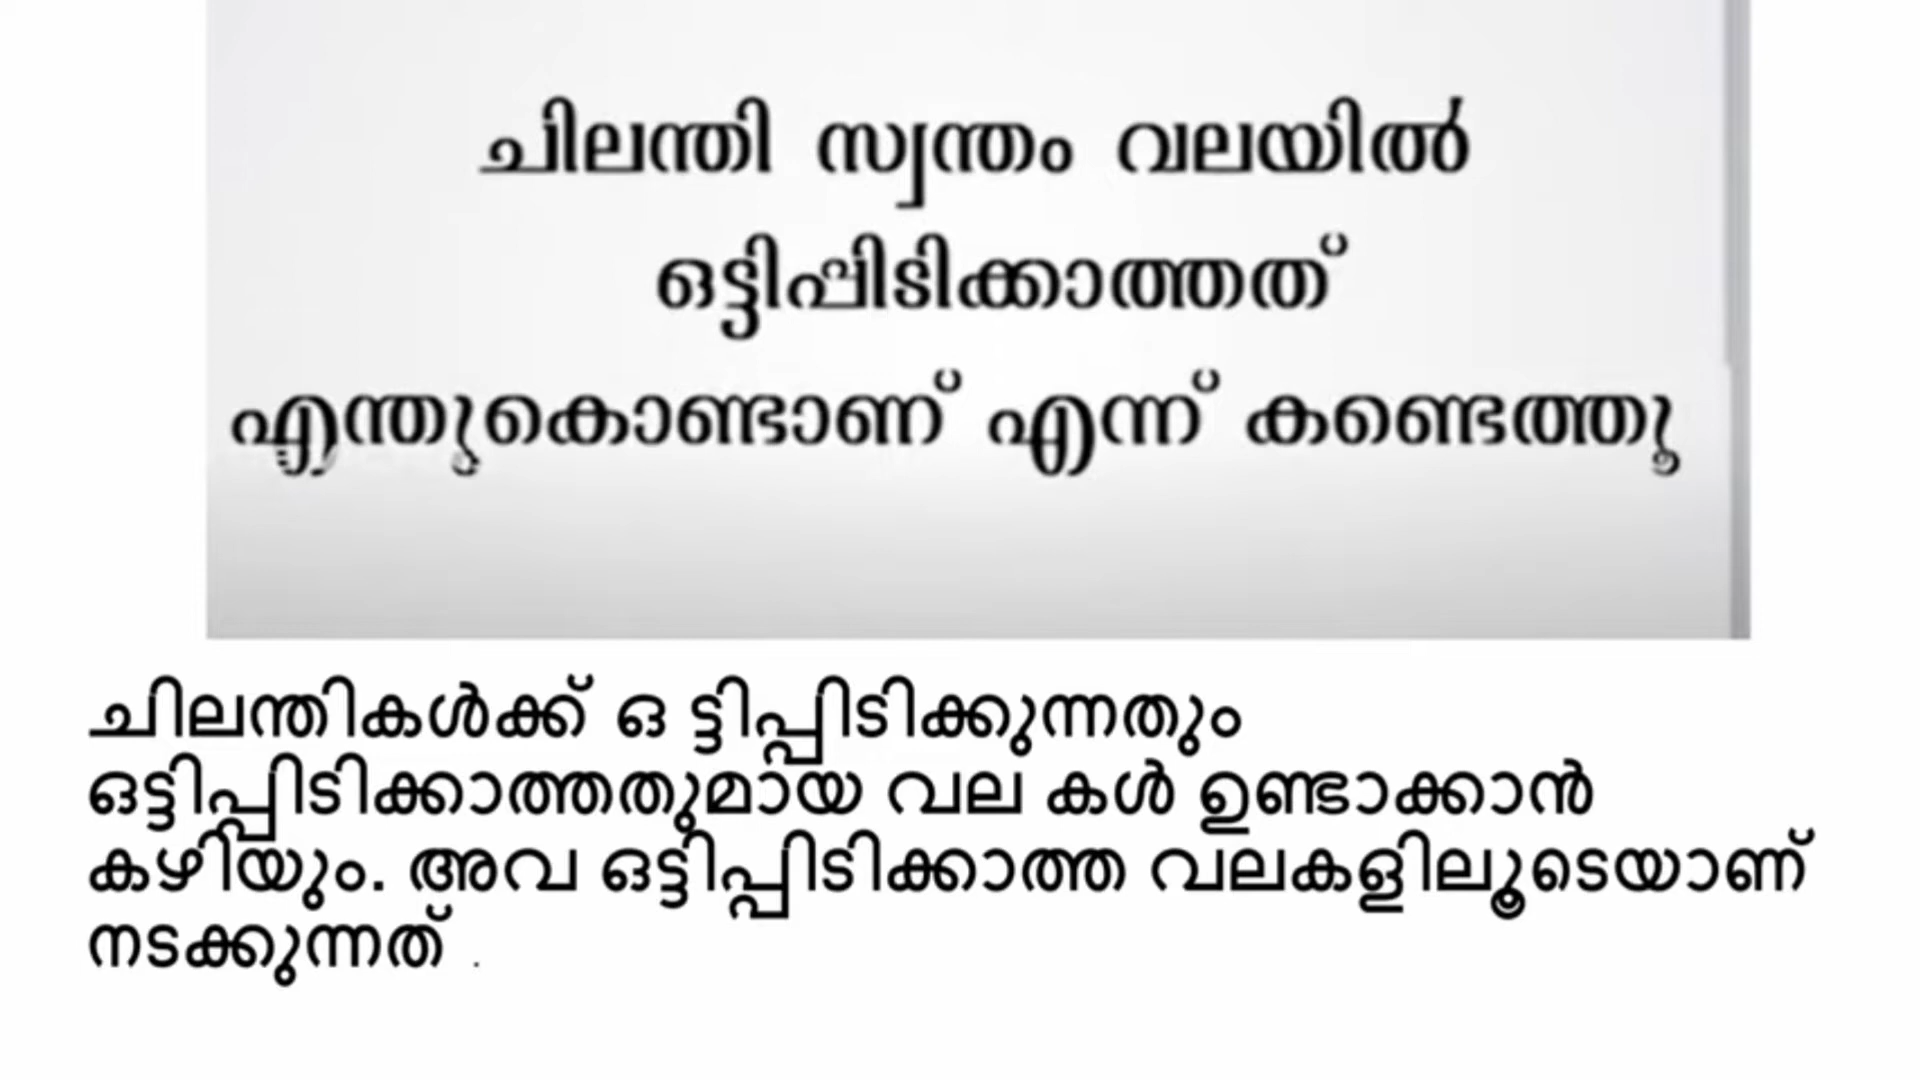 ചിലന്തി സ്വന്തം വലയിൽ
ഒട്ടിപ്പിടിക്കാത്തത്
എന്തുകൊണ്ടാണ് എന്ന് കണ്ടെത്തൂ
ചിലന്തികൾക്ക് ഒ ട്ടിപ്പിടിക്കുന്നതും
ഒട്ടിപ്പിടിക്കാത്തതുമായ വല കൾ ഉണ്ടാക്കാൻ
കഴിയും. അവ ഒട്ടിപ്പിടിക്കാത്ത വലകളിലൂടെയാണ്
നടക്കുന്നത് .